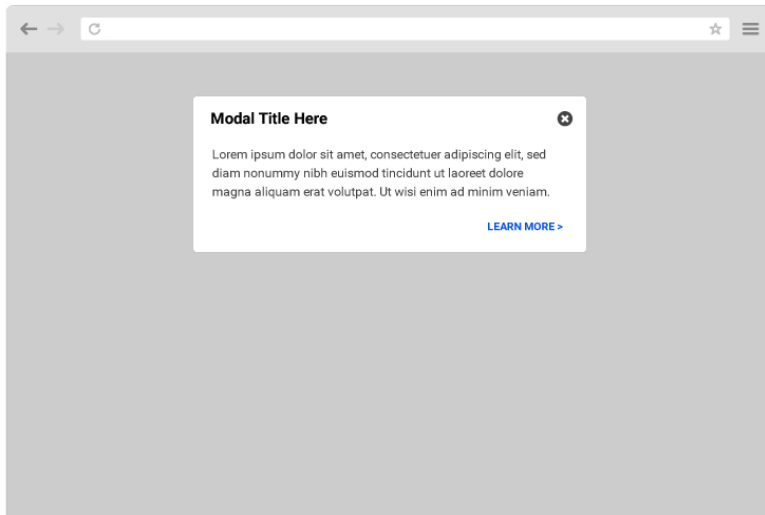 Modal Title Here
Lorem ipsum dolor sit amet, consectetuer adipiscing elit, sed
diam nonummy nibh euismod tincidunt ut laoreet dolore
magna aliquam erat volutpat. Ut wisi enim ad minim veniam.
LEARN MORE >